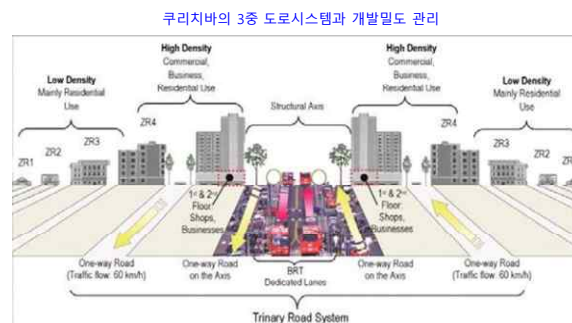 쿠리치바의 3중 도로시스템과 개발밀도 관리
High Density
Commercial,
Business,
Residential Use
High Density
Commercial,
Business,
Residential Use
Low Density
Mainly Residential
Use
Structural Axis
Low Density
Mainly Residential
Use
ZR1
ZR2
ZR3
ZR4
ZR4
ZR3
ZR2
1st & 2nd
Floor:
Shops,
Businesses
1st & 2nd
Floor:
Shops,
Businesses
One-way Road
(Traffic flow: 60 km/h)
One-way Road
on the Axis
BRT
Dedicated Lanes
One-way Road
on the Axis
One-way Road
(Traffic flow: 60 km/h)
Trinary Road System